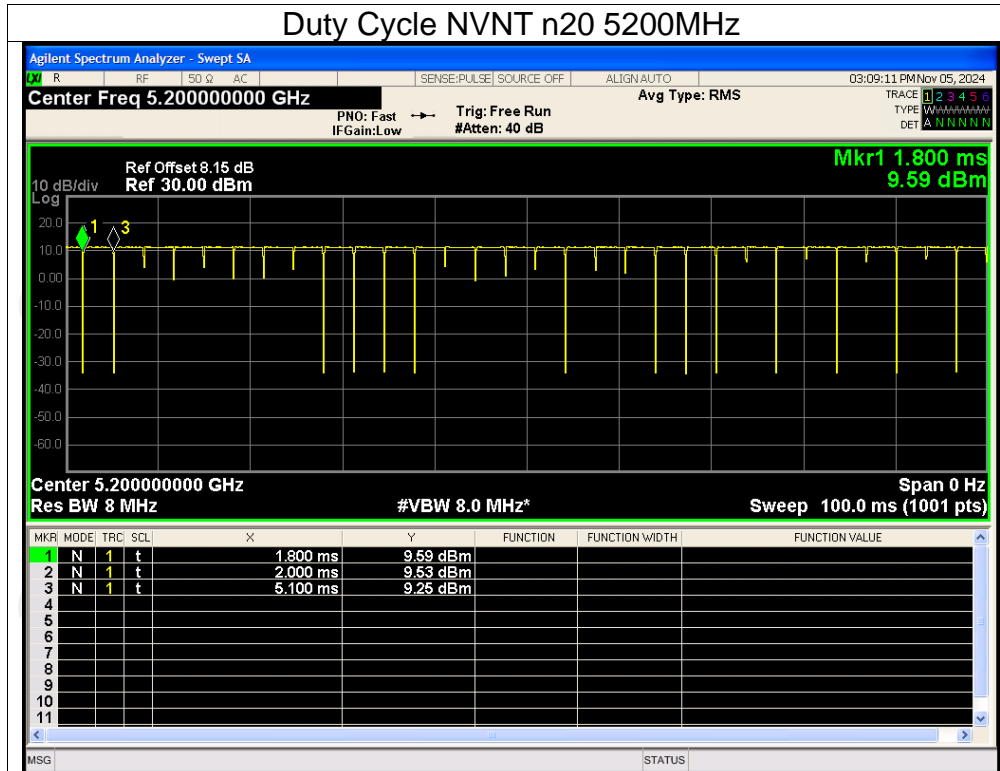 Duty Cycle NVNT n20 5200MHz
Agilent Spectrum Analyzer - Swept SA
LXI R RF 50 Ω AC SENSE:PULSE SOURCE OFF ALIGN AUTO 03:09:11 PM Nov 05, 2024
Center Freq 5.200000000 GHz Avg Type: RMS TRACE 1 2 3 4 5 6
PNO: Fast Trig: Free Run TYPE W
IFGain:Low #Atten: 40 dB DET A N N N N N
Mkr1 1.800 ms
Ref Offset 8.15 dB
10 dB/div Ref 30.00 dBm 9.59 dBm
Log
20.0
1 3
10.0
0.00
-10.0
-20.0
-30.0
-40.0
-50.0
-60.0
Center 5.200000000 GHz Span 0 Hz
Res BW 8 MHz #VBW 8.0 MHz* Sweep 100.0 ms (1001 pts)
MKR MODE TRC SCL X Y FUNCTION FUNCTION WIDTH FUNCTION VALUE
1 N 1 t 1.800 ms 9.59 dBm
2 N 1 t 2.000 ms 9.53 dBm
3 N 1 t 5.100 ms 9.25 dBm
4
5
6
7
8
9
10
11
MSG STATUS